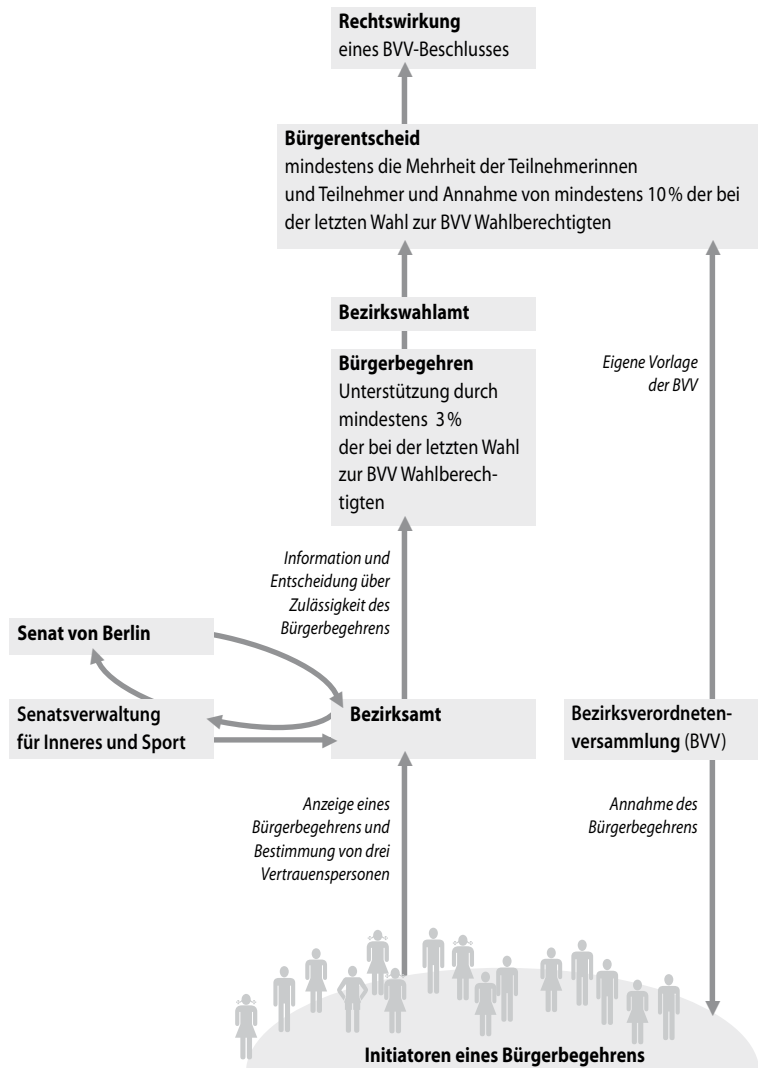 Rechtswirkung
eines BVV-Beschlusses
Bürgerentscheid
mindestens die Mehrheit der Teilnehmerinnen
und Teilnehmer und Annahme von mindestens 10 % der bei
der letzten Wahl zur BVV Wahlberechtigten
Bezirkswahlamt
Bürgerbegehren
Unterstützung durch
mindestens 3 %
der bei der letzten Wahl
zur BVV Wahlberech-
tigten
Eigene Vorlage
der BVV
Information und
Entscheidung über
Zulässigkeit des
Bürgerbegehrens
Senat von Berlin
Senatsverwaltung
für Inneres und Sport
Bezirksamt
Bezirksverordneten-
versammlung (BVV)
Anzeige eines
Bürgerbegehrens und
Bestimmung von drei
Vertrauenspersonen
Annahme des
Bürgerbegehrens
Initiatoren eines Bürgerbegehrens